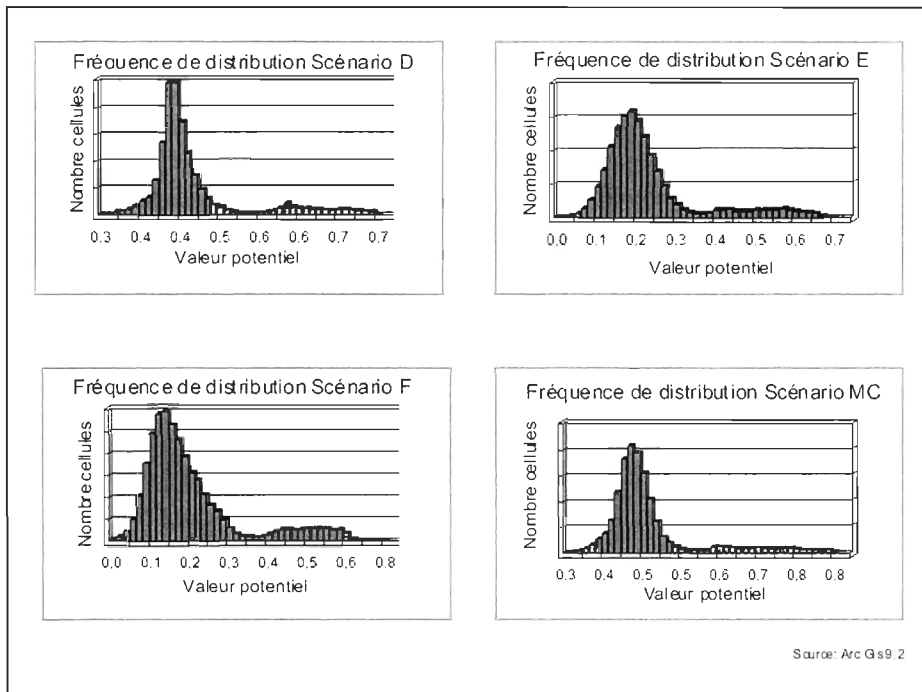 Fréquence de distribution Scénario D
Nombre cellules
0.3 0.4 0.4 0.5 0.6 0.6 0.7 0.7
Valeur potentiel
Fréquence de distribution Scénario E
Nombre cellules
0,0 0.1 0.2 0.3 0.4 0.5 0.6 0.7
Valeur potentiel
Fréquence de distribution Scénario F
Nombre cellules
0,0 0.1 0.2 0.3 0.4 0.5 0,6 0.8
Valeur potentiel
Fréquence de distribution Scénario MC
Nombre cellules
0.3 0.4 0.5 0.6 0.7 0.7 0.8 0.8
Valeur potentiel
Source: Arc Gis9.2